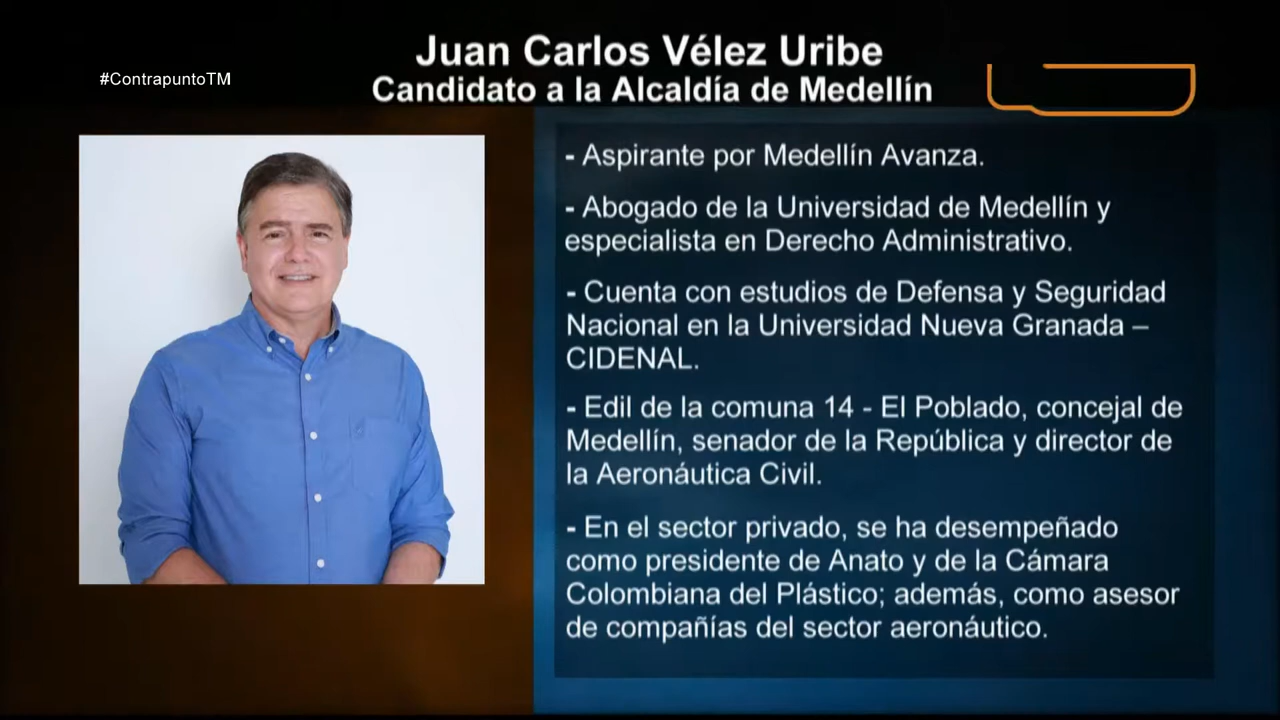 Juan Carlos Vélez Uribe
#ContrapuntoTM
Candidato a la Alcaldía de Medellín
- Aspirante por Medellín Avanza.
- Abogado de la Universidad de Medellín y
especialista en Derecho Administrativo.
- Cuenta con estudios de Defensa y Seguridad
Nacional en la Universidad Nueva Granada –
CIDENAL.
- Edil de la comuna 14 - El Poblado, concejal de
Medellín, senador de la República y director de
la Aeronáutica Civil.
- En el sector privado, se ha desempeñado
como presidente de Anato y de la Cámara
Colombiana del Plástico; además, como asesor
de compañías del sector aeronáutico.